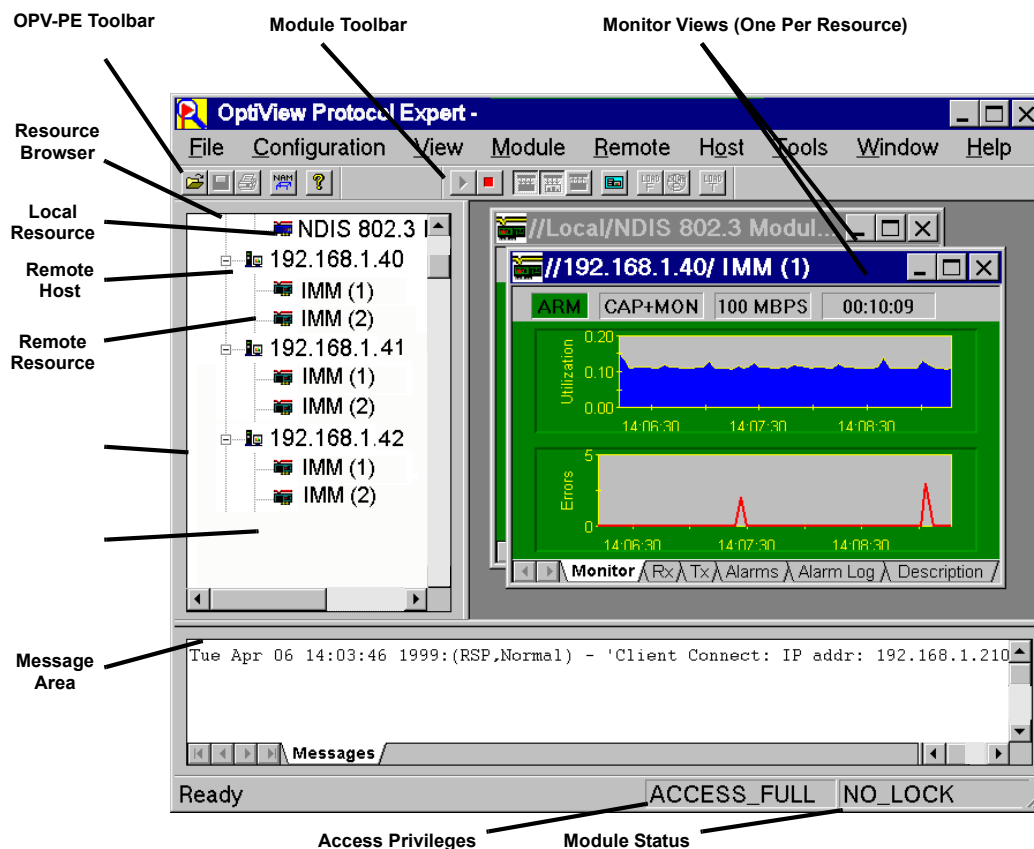 OPV-PE Toolbar
Module Toolbar
Monitor Views (One Per Resource)
OptiView Protocol Expert -
File Configuration View Module Remote Host Tools Window Help
NAM
LOAD
LOAD
Resource
Browser
Local
Resource
Remote
Host
Remote
Resource
NDIS 802.3
192.168.1.40
IMM (1)
IMM (2)
192.168.1.41
IMM (1)
IMM (2)
192.168.1.42
IMM (1)
IMM (2)
//Local/NDIS 802.3 Modul...
//192.168.1.40/ IMM (1)
ARM CAP+MON 100 MBPS 00:10:09
Utilization
0.20
0.10
0.00
14:06:30 14:07:30 14:08:30
Errors
5
0
14:06:30 14:07:30 14:08:30
Monitor Rx Tx Alarms Alarm Log Description
Message
Area
Tue Apr 06 14:03:46 1999:(RSP,Normal) - 'Client Connect: IP addr: 192.168.1.210
Messages
Ready ACCESS_FULL NO_LOCK
Access Privileges
Module Status